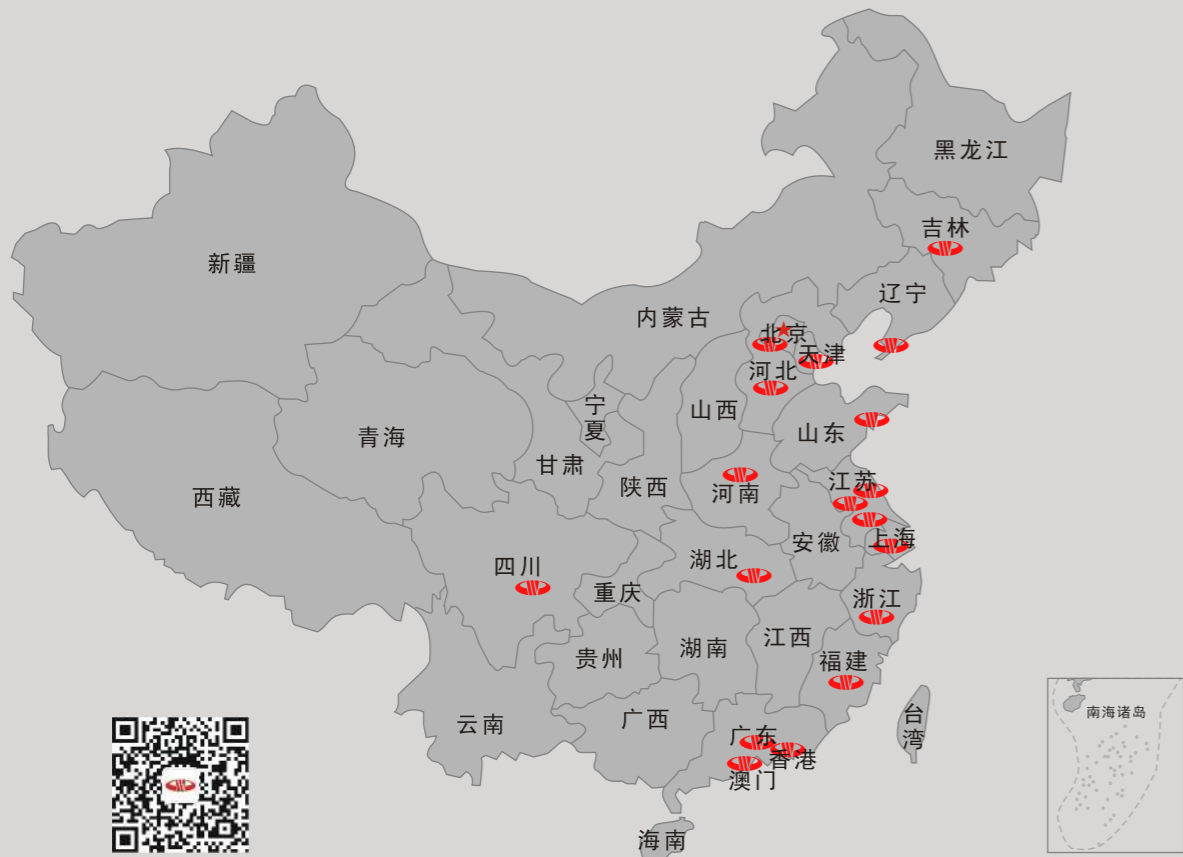 黑龙江
吉林
辽宁
新疆
内蒙古
北京
天津
河北
山西
宁夏
山东
青海
甘肃
陕西
河南
江苏
西藏
安徽
上海
四川
湖北
重庆
浙江
湖南
江西
福建
贵州
云南
广西
广东
香港
澳门
台湾
南海诸岛
海南